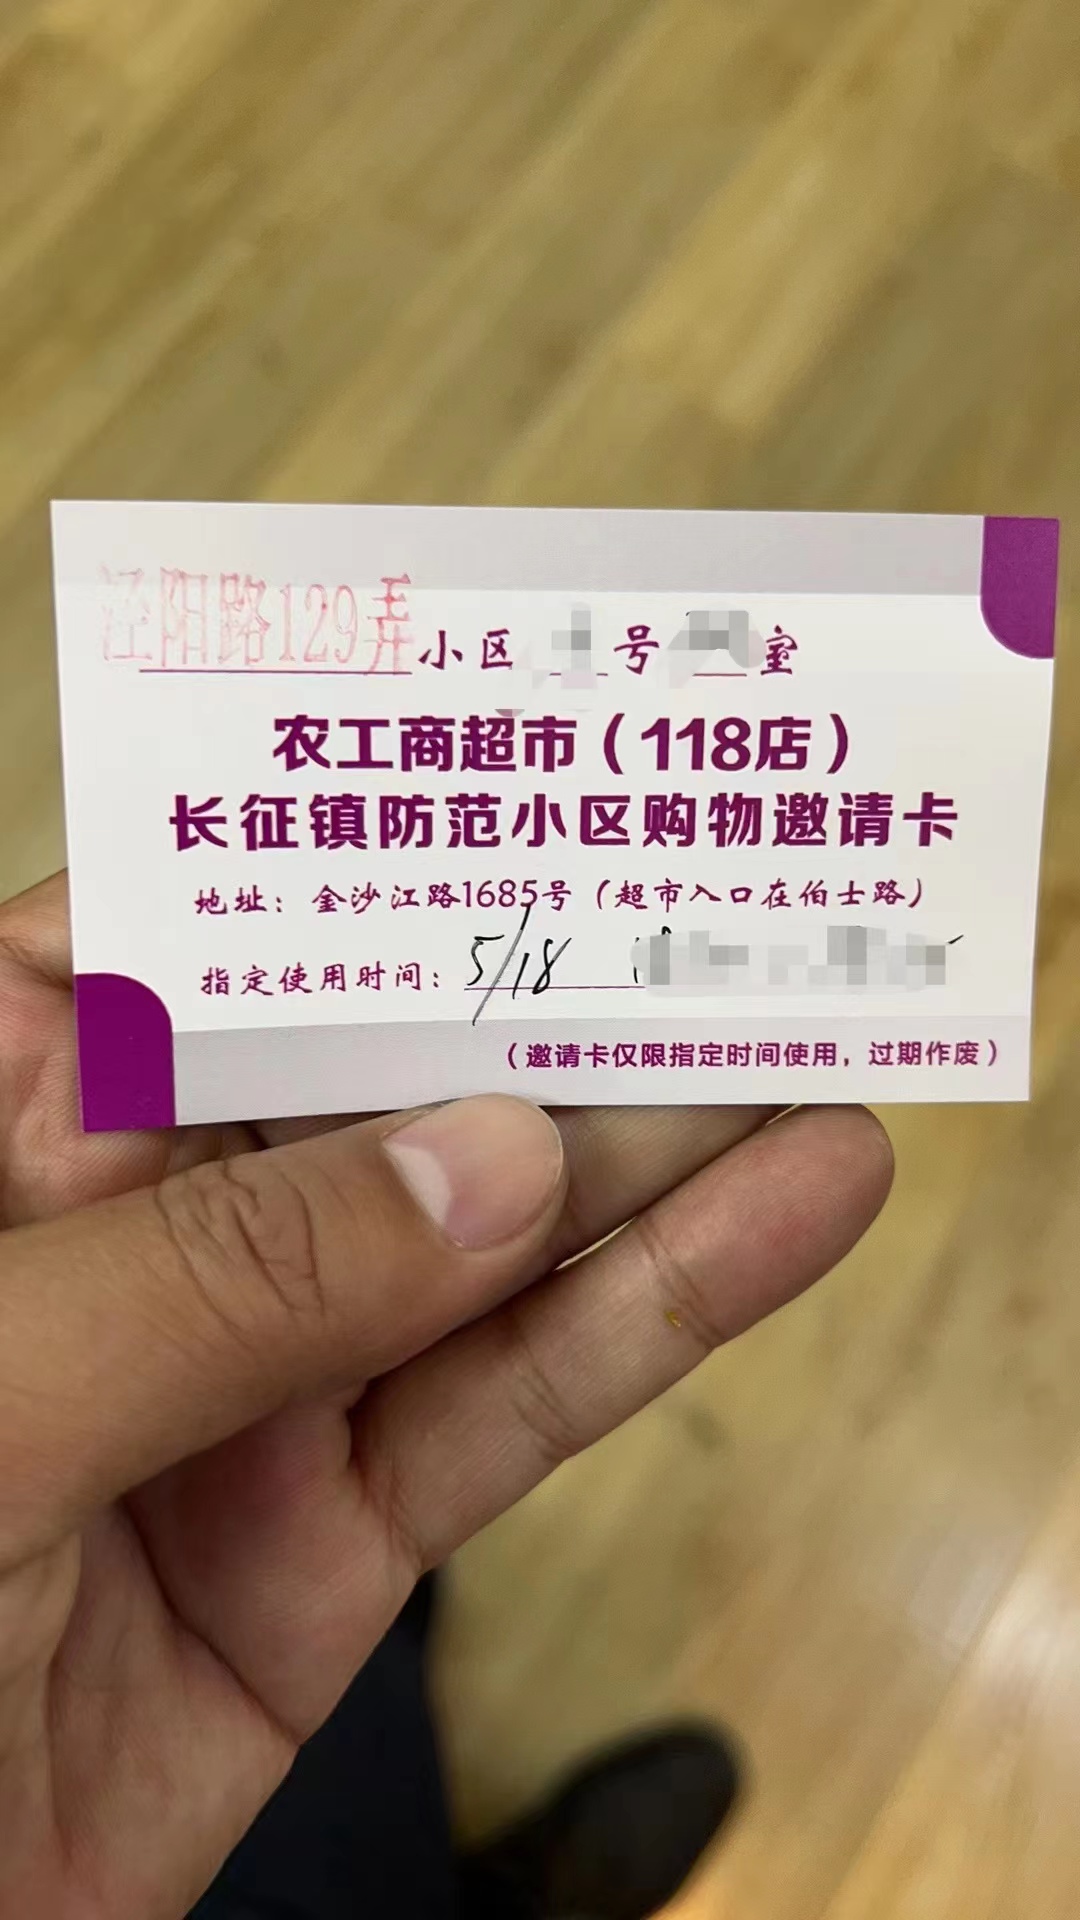 泾阳路129弄小区 号 室
农工商超市（118店）
长征镇防范小区购物邀请卡
地址：金沙江路1685号（超市入口在伯士路）
指定使用时间：5/18
（邀请卡仅限指定时间使用，过期作废）